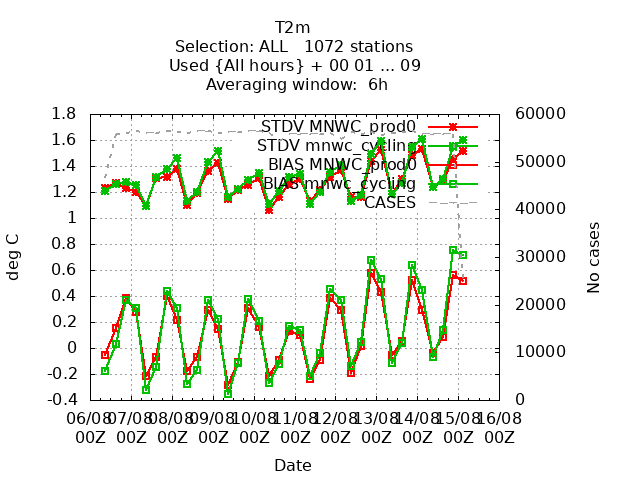 T2m
Selection: ALL   1072 stations
Used {All hours} + 00 01 ... 09
Averaging window:  6h
STDV MNWC_prod0
STDV mnwc_cycling
BIAS MNWC_prod0
BIAS mnwc_cycling
CASES
1.8
1.6
1.4
1.2
1
0.8
0.6
0.4
0.2
0
-0.2
-0.4
deg C
60000
50000
40000
30000
20000
10000
0
No cases
06/08 07/08 08/08 09/08 10/08 11/08 12/08 13/08 14/08 15/08 16/08
00Z 00Z 00Z 00Z 00Z 00Z 00Z 00Z 00Z 00Z 00Z
Date